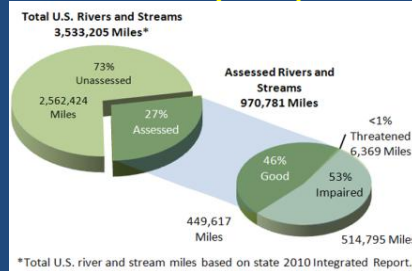 Total U.S. Rivers and Streams
3,533,205 Miles*
73%
Unassessed
2,562,424
Miles
27%
Assessed
Assessed Rivers and
Streams
970,781 Miles
<1%
Threatened
6,369 Miles
46%
Good
53%
Impaired
449,617
Miles
514,795 Miles
*Total U.S. river and stream miles based on state 2010 Integrated Report.